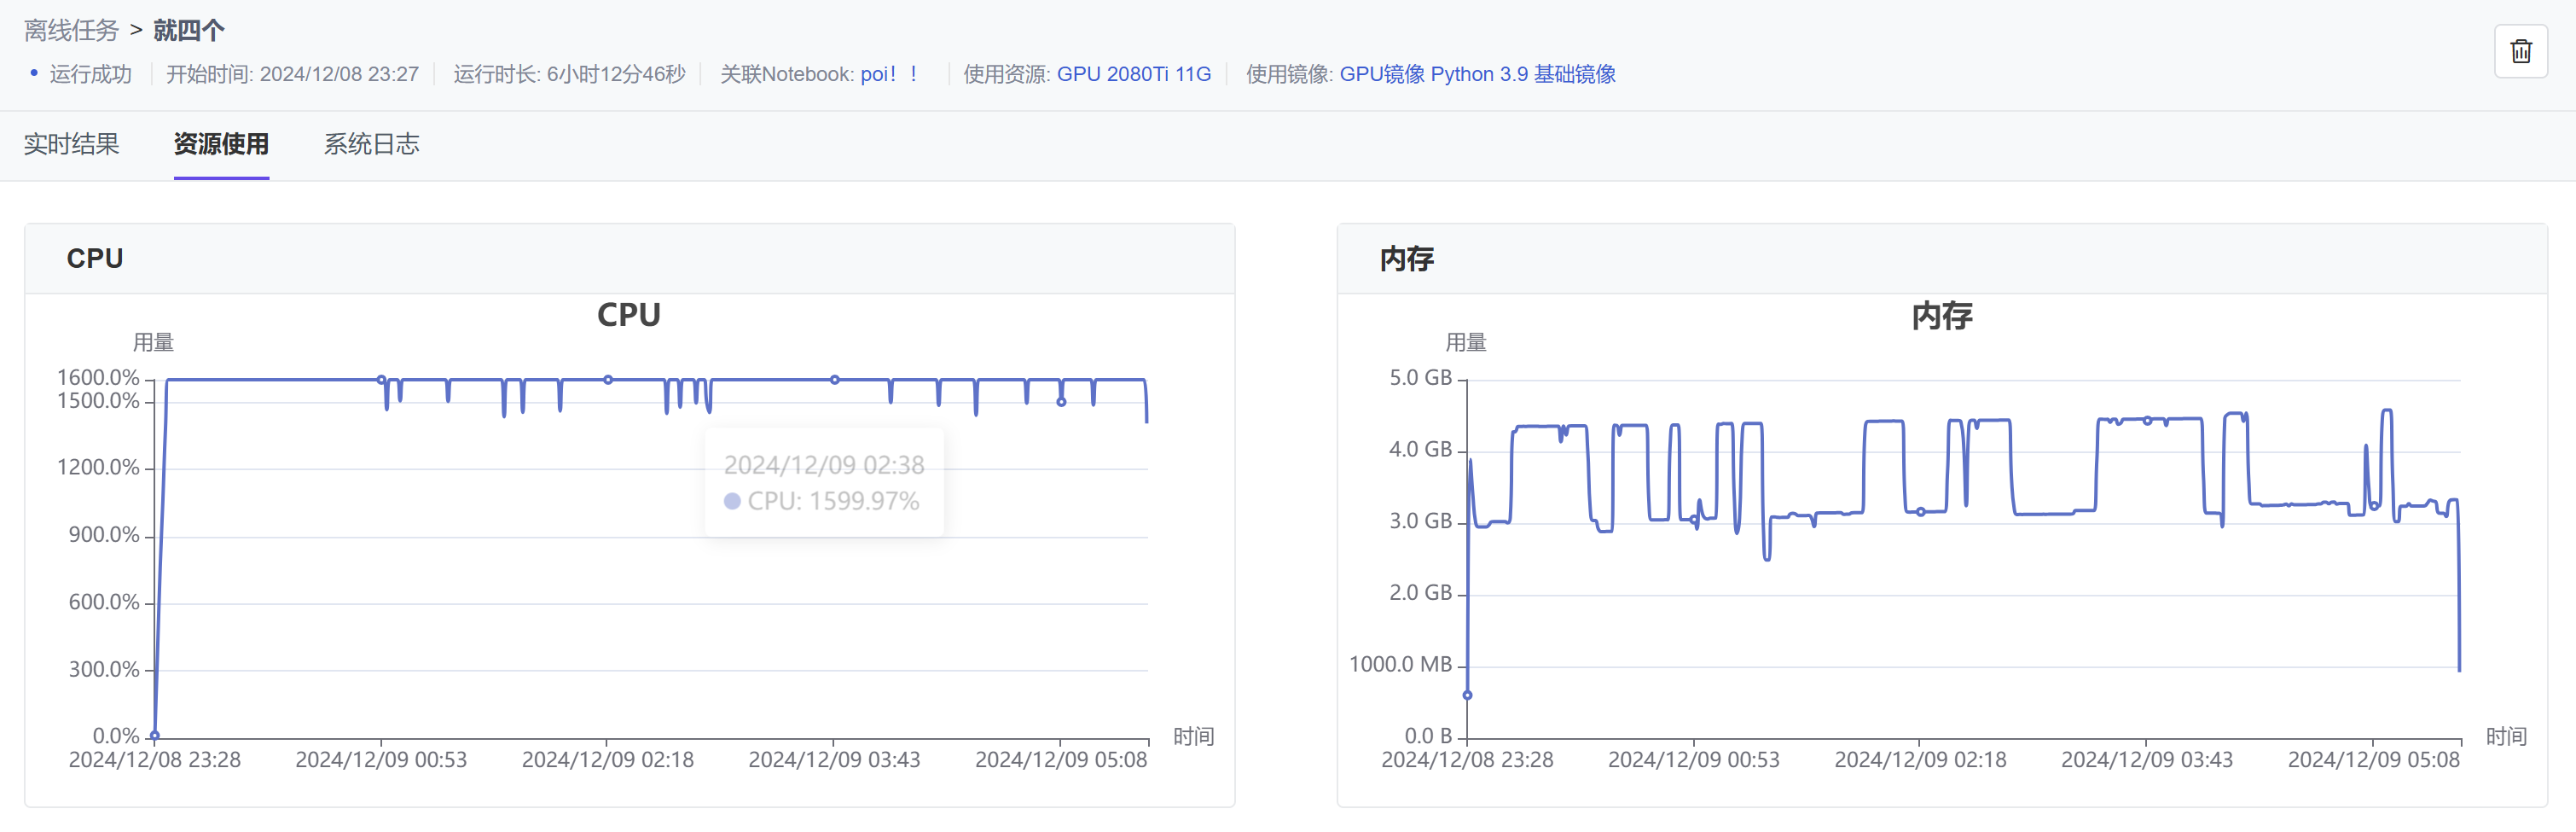 离线任务 > 就四个
运行成功 开始时间: 2024/12/08 23:27 运行时长: 6小时12分46秒 关联Notebook: poi！！ 使用资源: GPU 2080Ti 11G 使用镜像: GPU镜像 Python 3.9 基础镜像
实时结果 资源使用 系统日志
CPU
CPU
用量
1600.0%
1500.0%
1200.0%
900.0%
600.0%
300.0%
0.0%
2024/12/09 02:38
CPU: 1599.97%
时间
2024/12/08 23:28 2024/12/09 00:53 2024/12/09 02:18 2024/12/09 03:43 2024/12/09 05:08
内存
内存
用量
5.0 GB
4.0 GB
3.0 GB
2.0 GB
1000.0 MB
0.0 B
时间
2024/12/08 23:28 2024/12/09 00:53 2024/12/09 02:18 2024/12/09 03:43 2024/12/09 05:08